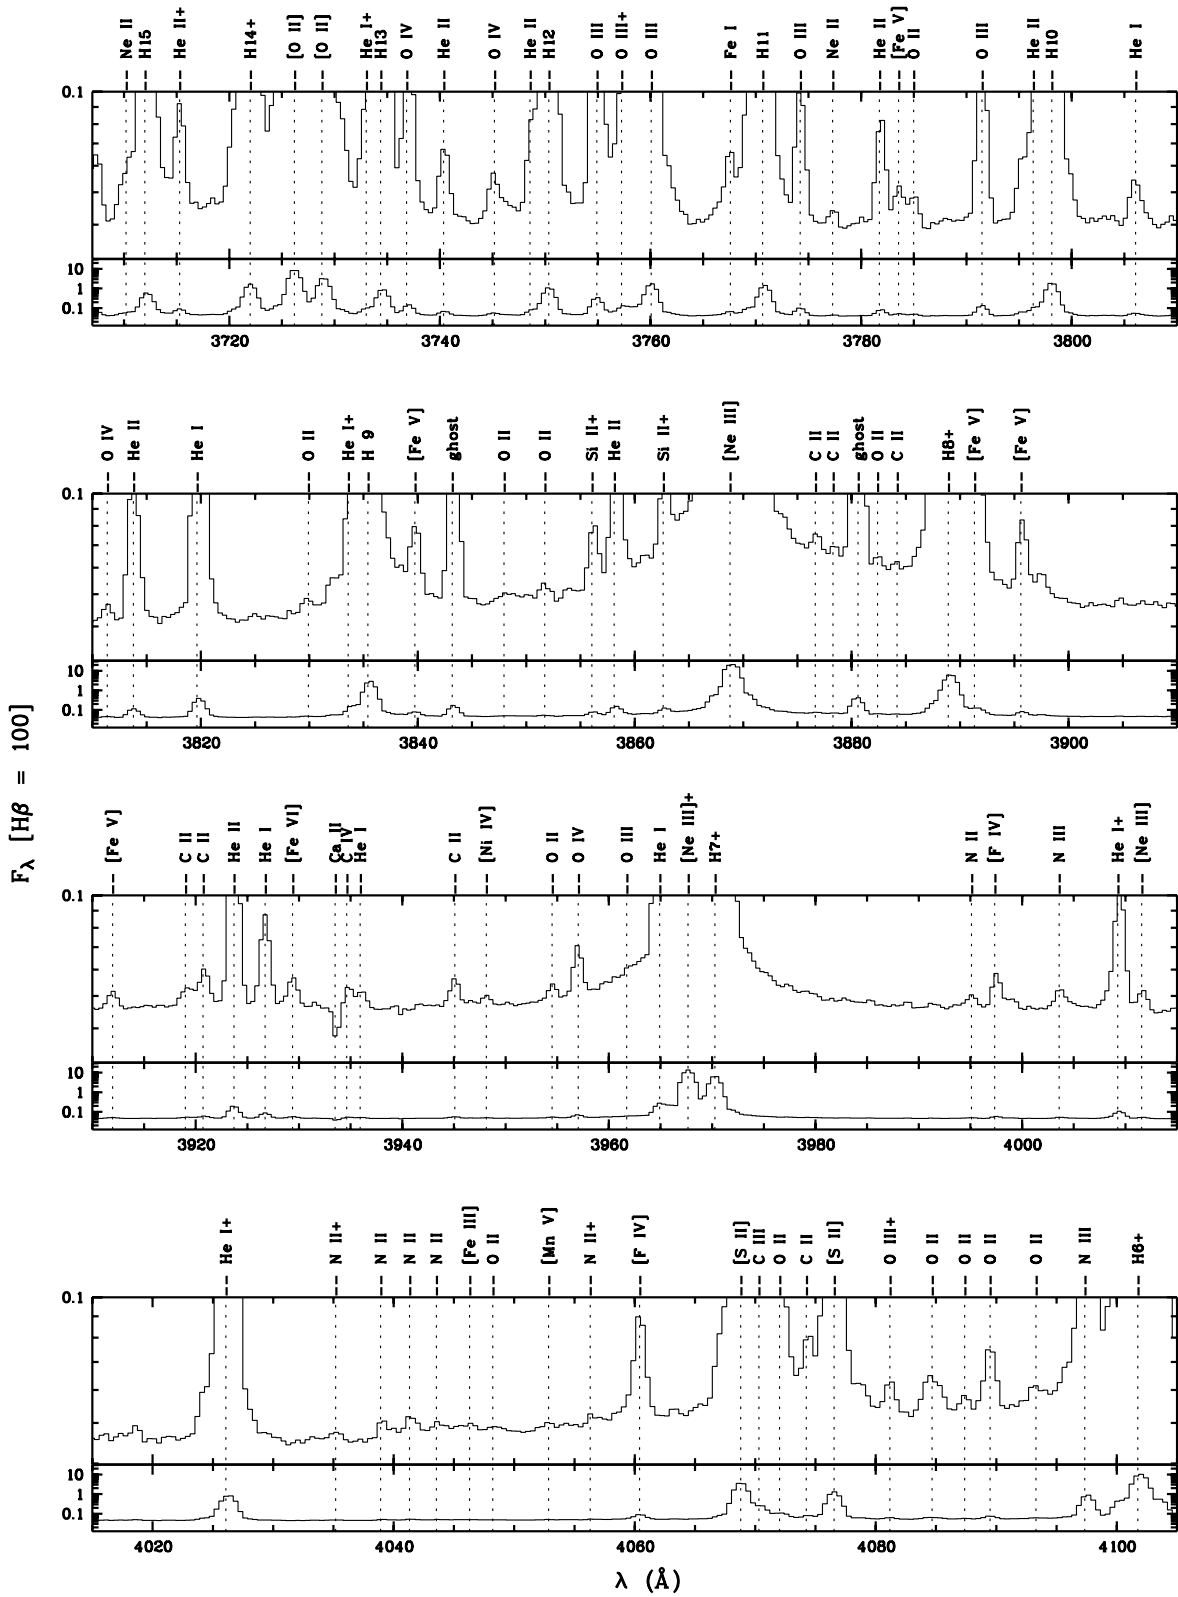 Ne II
H15
He II+
H14+
[O II]
[O II]
He I+
H13
O IV
He II
O IV
He II
H12
O III
O III+
O III
Fe I
H11
O III
Ne II
He II
[Fe V]
O II
O III
He II
H10
He I
0.1
10
1
0.1
3720 3740 3760 3780 3800
O IV
He II
He I
O II
He I+
H 9
[Fe V]
ghost
O II
O II
Si II+
He II
Si II+
[Ne III]
C II
C II
ghost
O II
C II
H8+
[Fe V]
[Fe V]
0.1
10
1
0.1
3820 3840 3860 3880 3900
Fλ [Hβ = 100]
[Fe V]
C II
C II
He II
He I
[Fe VI]
Ca II
C IV
He I
C II
[Ni IV]
O II
O IV
O III
He I
[Ne III]+
H7+
N II
[F IV]
N III
He I+
[Ne III]
0.1
10
1
0.1
3920 3940 3960 3980 4000
He I+
N II+
N II
N II
N II
[Fe III]
O II
[Mn V]
N II+
[F IV]
[S II]
C III
O II
C II
[S II]
O III+
O II
O II
O II
O II
N III
H6+
0.1
10
1
0.1
4020 4040 4060 4080 4100
λ (Å)